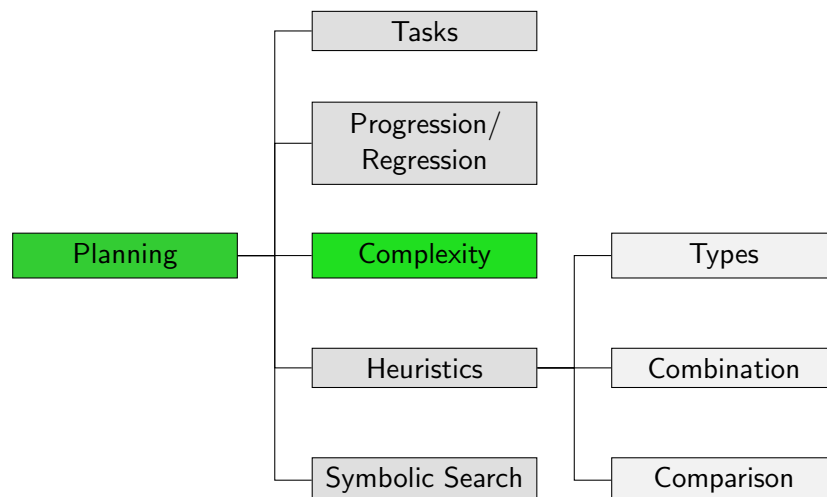 Tasks
Progression/
Regression
Planning
Complexity
Types
Heuristics
Combination
Symbolic Search
Comparison